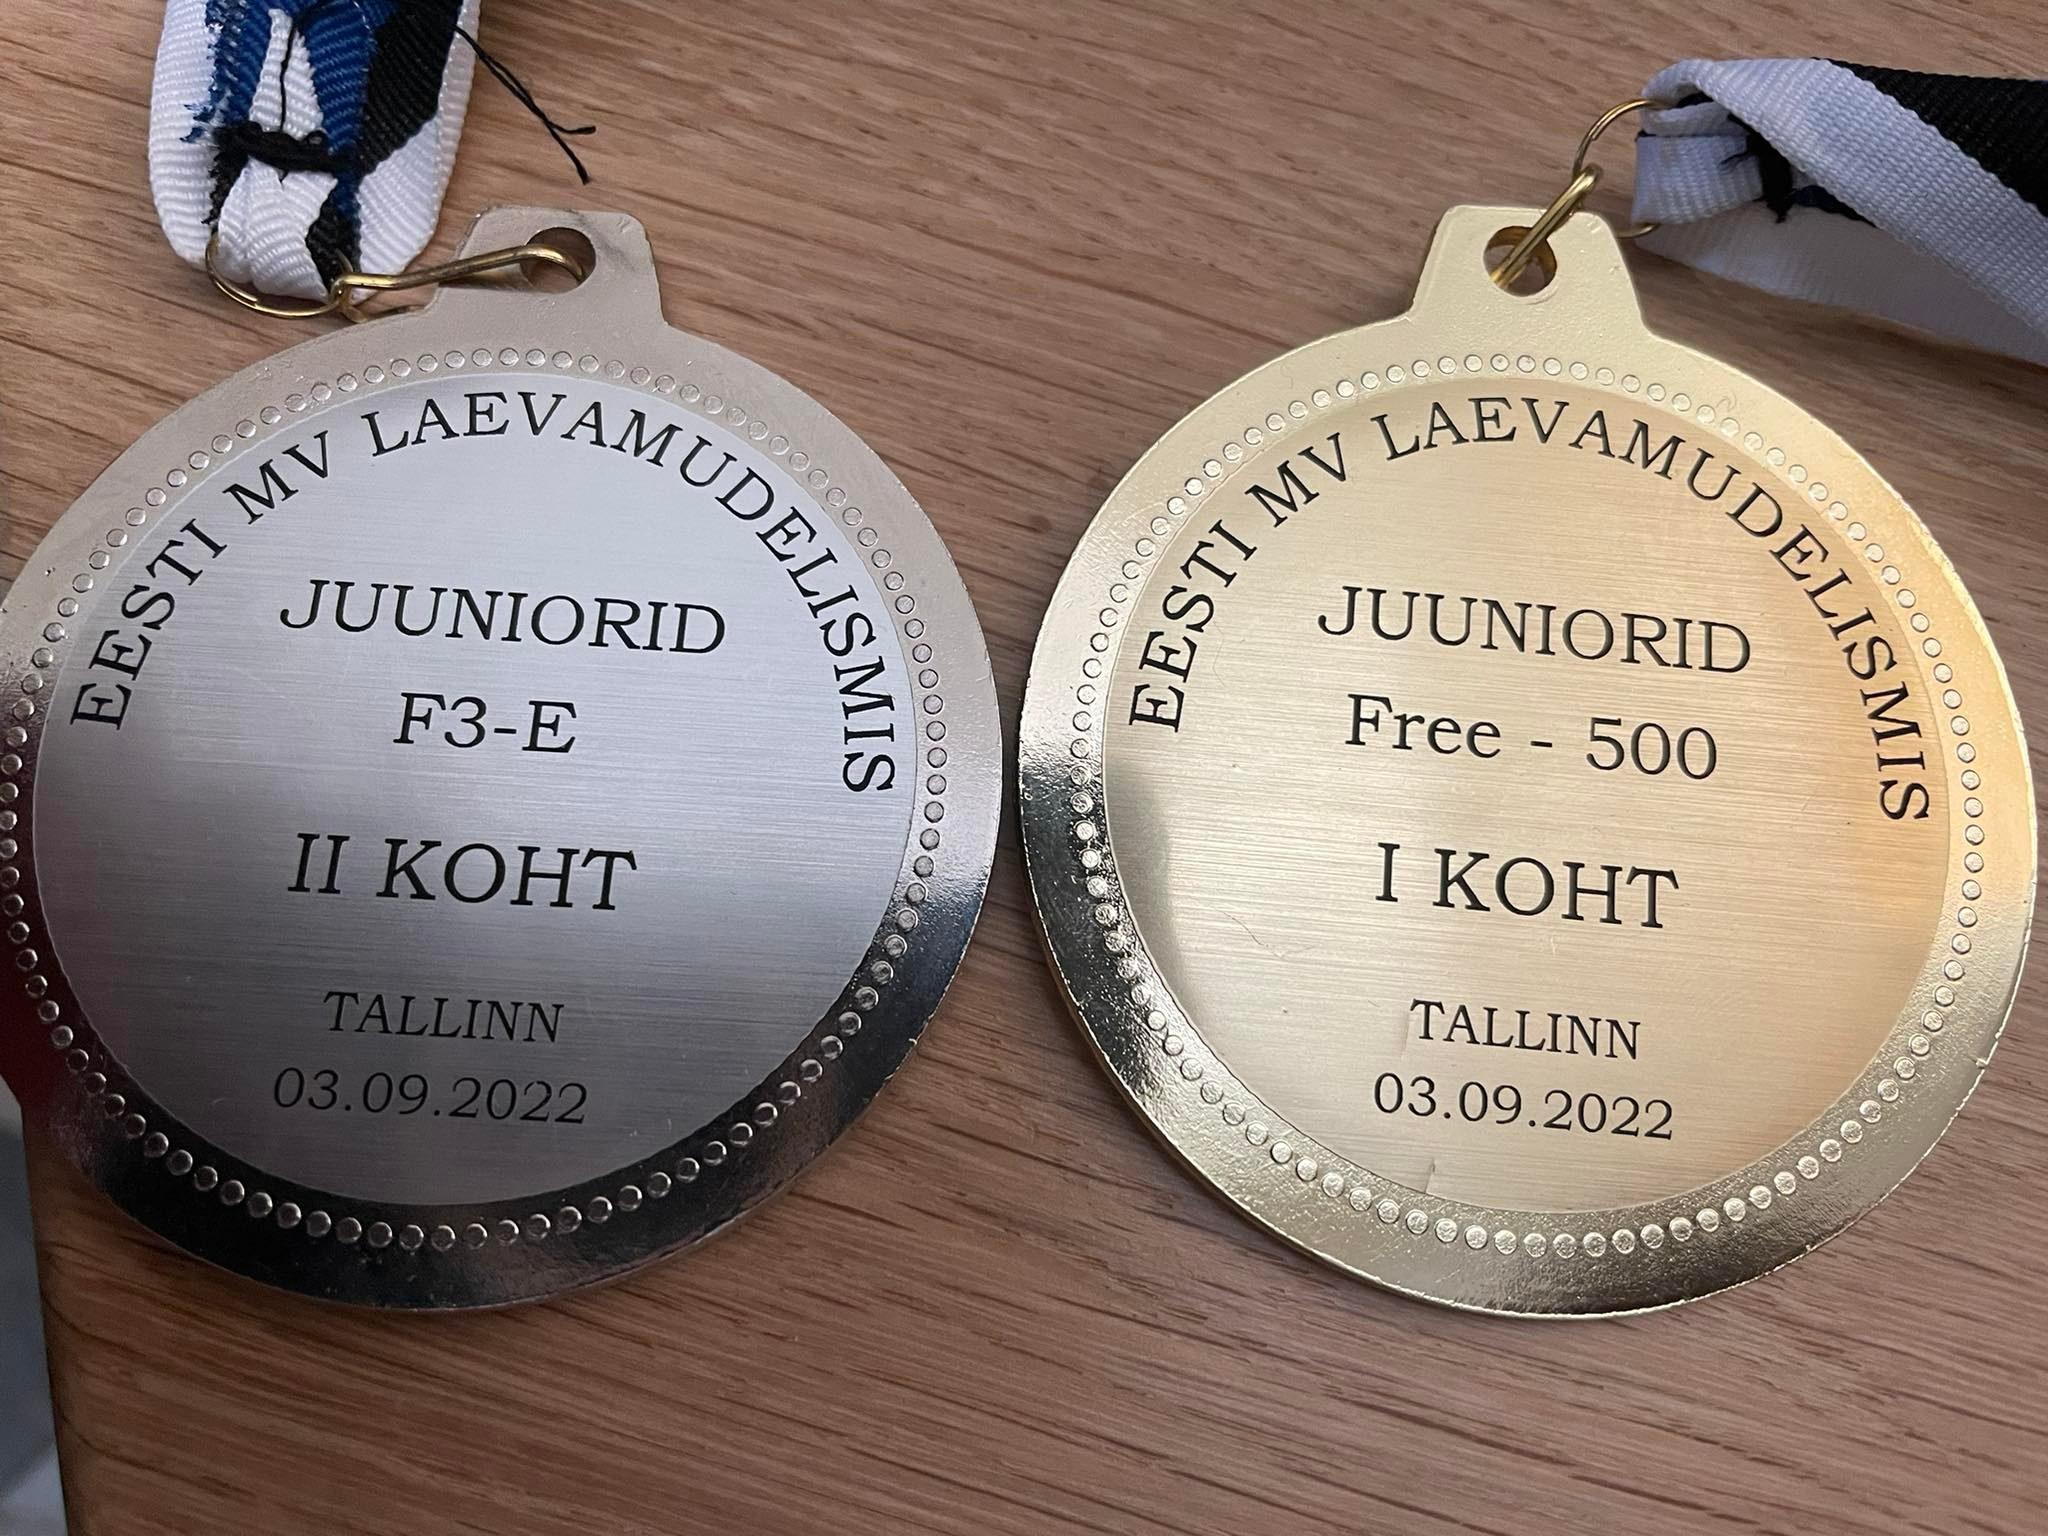 EESTI MV LAEVAMUDELISMIS
JUUNIORID
F3-E
II KOHT
TALLINN
03.09.2022
EESTI MV LAEVAMUDELISMIS
JUUNIORID
Free - 500
I KOHT
TALLINN
03.09.2022